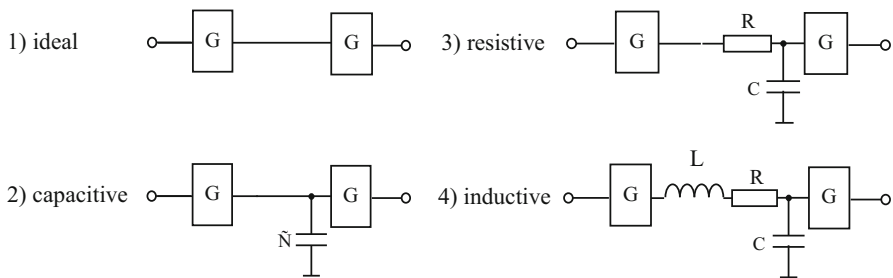 1) ideal
G
G
3) resistive
G
R
G
C
2) capacitive
G
G
Ñ
4) inductive
G
L
R
G
C